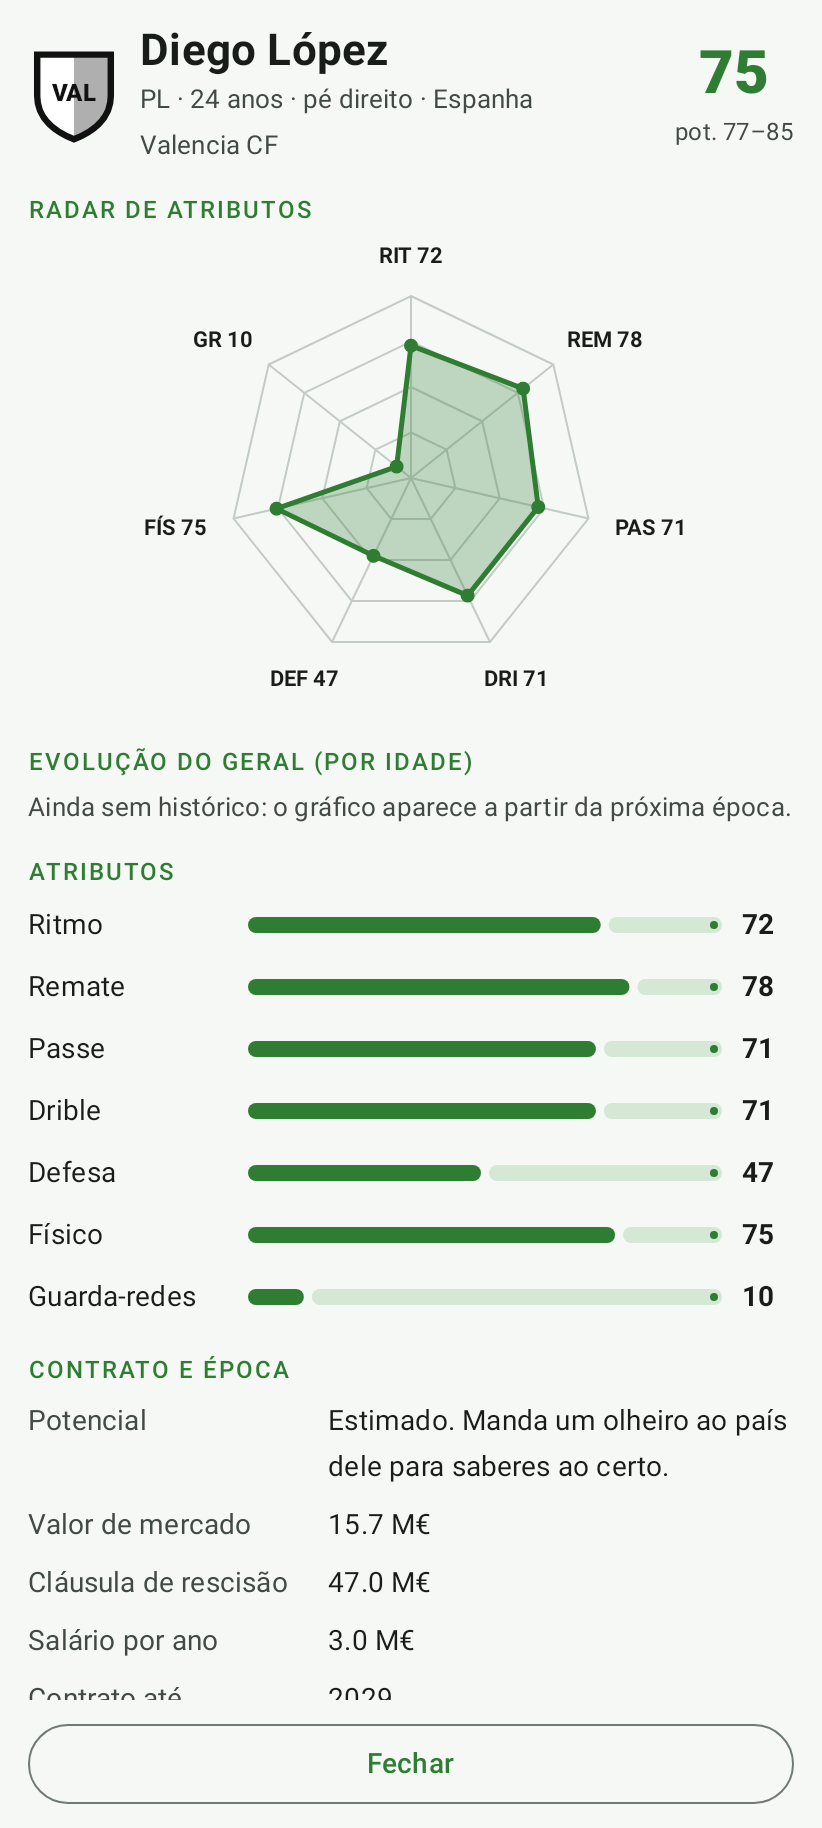 VAL
Diego López
PL · 24 anos · pé direito · Espanha
Valencia CF
75
pot. 77–85
RADAR DE ATRIBUTOS
RIT 72
GR 10
REM 78
FÍS 75
PAS 71
DEF 47
DRI 71
EVOLUÇÃO DO GERAL (POR IDADE)
Ainda sem histórico: o gráfico aparece a partir da próxima época.
ATRIBUTOS
Ritmo 72
Remate 78
Passe 71
Drible 71
Defesa 47
Físico 75
Guarda-redes 10
CONTRATO E ÉPOCA
Potencial Estimado. Manda um olheiro ao país
dele para saberes ao certo.
Valor de mercado 15.7 M€
Cláusula de rescisão 47.0 M€
Salário por ano 3.0 M€
Contrato até 2029
Fechar